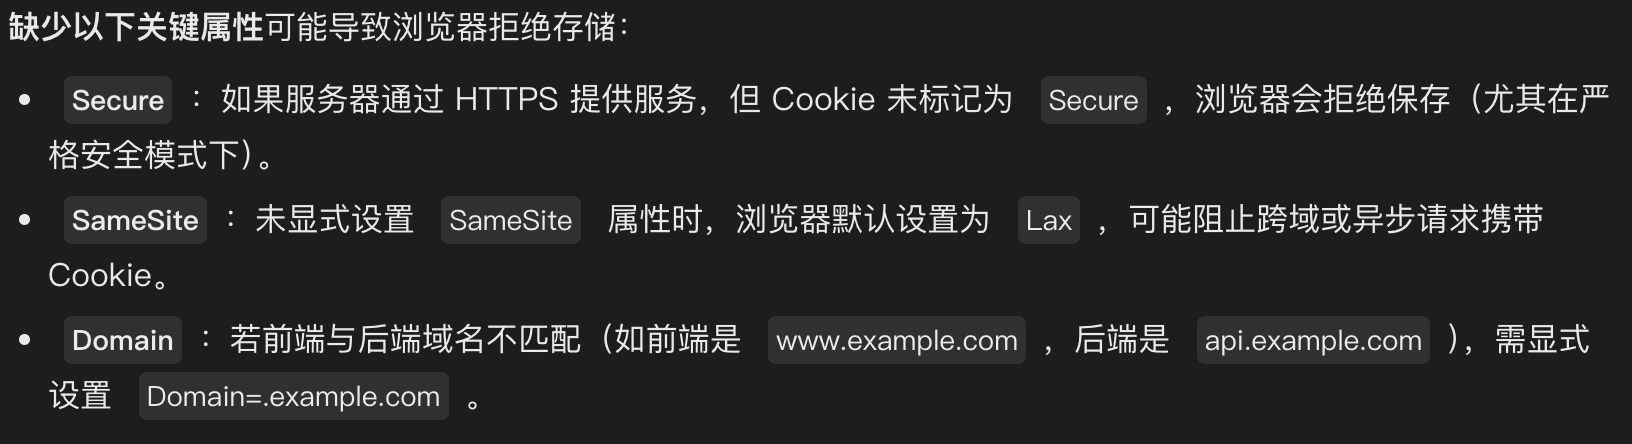 缺少以下关键属性可能导致浏览器拒绝存储：
• Secure ：如果服务器通过 HTTPS 提供服务，但 Cookie 未标记为 Secure ，浏览器会拒绝保存（尤其在严
格安全模式下）。
• SameSite ：未显式设置 SameSite 属性时，浏览器默认设置为 Lax ，可能阻止跨域或异步请求携带
Cookie。
• Domain ：若前端与后端域名不匹配（如前端是 www.example.com ，后端是 api.example.com ），需显式
设置 Domain=.example.com 。